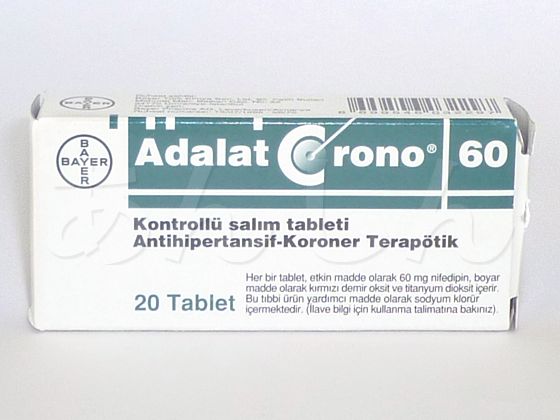 BAYER
BAYER
Adalat Crono® 60
Kontrollü salım tableti
Antihipertansif-Koroner Terapötik
20 Tablet
Her bir tablet, etkin madde olarak 60 mg nifedipin, boyar
madde olarak kırmızı demir oksit ve titanyum dioksit içerir.
Bu tıbbi ürün yardımcı madde olarak sodyum klorür
içermektedir. (İlave bilgi için kullanma talimatına bakınız).